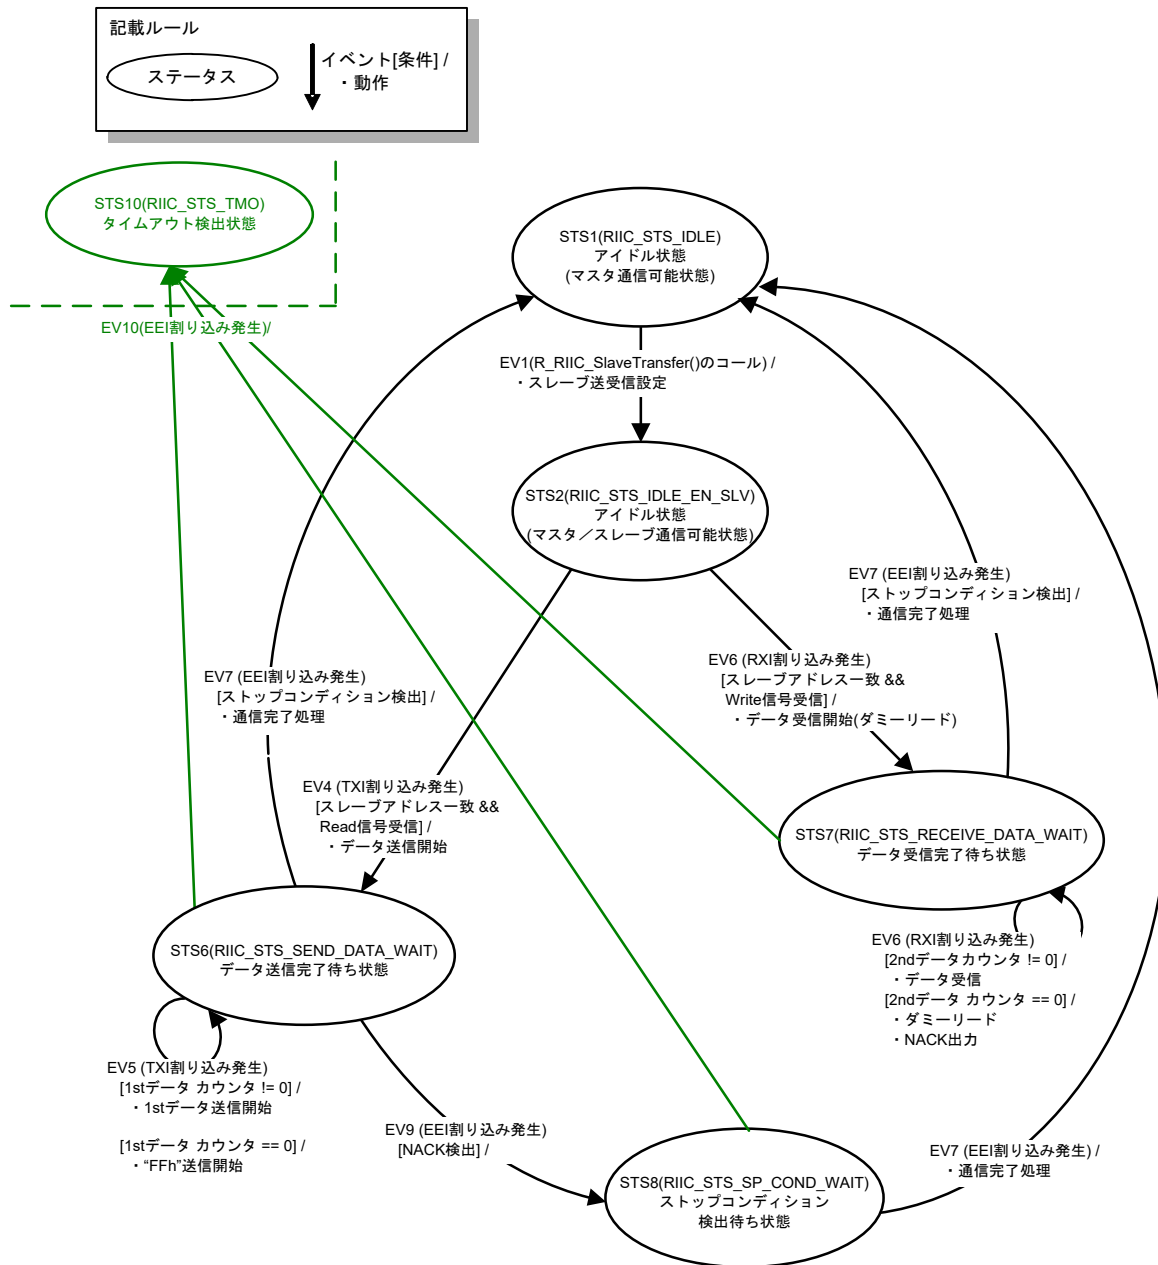 記載ルール
ステータス
イベント[条件] /
・動作
STS10(RIIC_STS_TMO)
タイムアウト検出状態
STS1(RIIC_STS_IDLE)
アイドル状態
(マスタ通信可能状態)
EV10(EEI割り込み発生)/
EV1(R_RIIC_SlaveTransfer()のコール) /
・スレーブ送受信設定
STS2(RIIC_STS_IDLE_EN_SLV)
アイドル状態
(マスタ／スレーブ通信可能状態)
EV7 (EEI割り込み発生)
[ストップコンディション検出] /
・通信完了処理
EV6 (RXI割り込み発生)
[スレーブアドレス一致 &&
Write信号受信] /
・データ受信開始(ダミーリード)
EV7 (EEI割り込み発生)
[ストップコンディション検出] /
・通信完了処理
EV4 (TXI割り込み発生)
[スレーブアドレス一致 &&
Read信号受信] /
・データ送信開始
STS7(RIIC_STS_RECEIVE_DATA_WAIT)
データ受信完了待ち状態
STS6(RIIC_STS_SEND_DATA_WAIT)
データ送信完了待ち状態
EV6 (RXI割り込み発生)
[2ndデータカウンタ != 0] /
・データ受信
[2ndデータ カウンタ == 0] /
・ダミーリード
・NACK出力
EV5 (TXI割り込み発生)
[1stデータ カウンタ != 0] /
・1stデータ送信開始
[1stデータ カウンタ == 0] /
・“FFh”送信開始
EV9 (EEI割り込み発生)
[NACK検出] /
EV7 (EEI割り込み発生) /
・通信完了処理
STS8(RIIC_STS_SP_COND_WAIT)
ストップコンディション
検出待ち状態